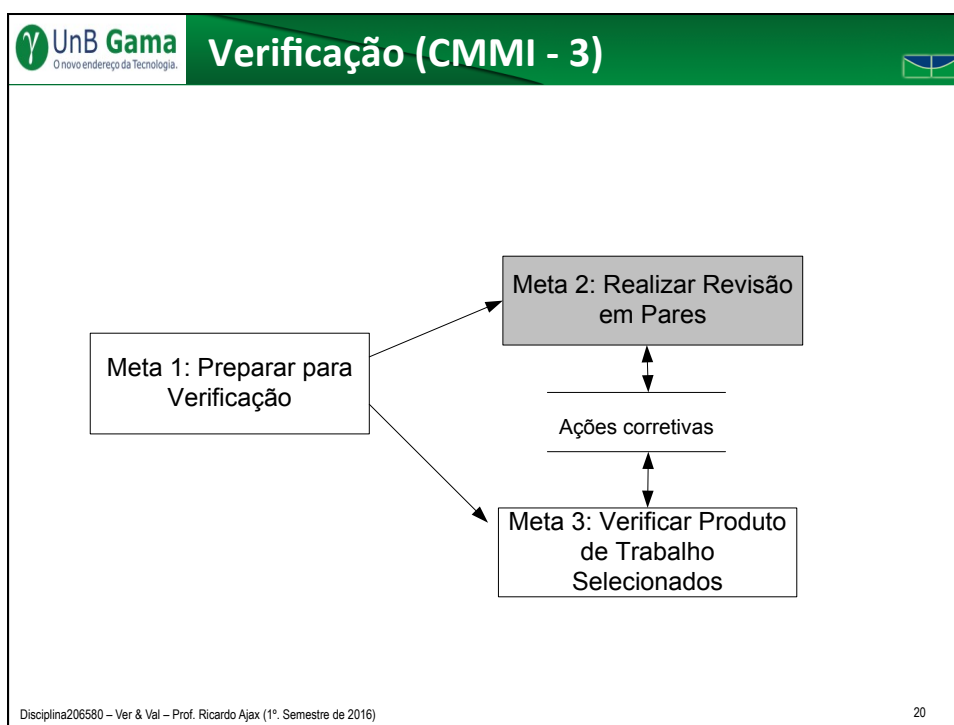 UnB Gama
O novo endereço da Tecnologia.
Verificação (CMMI - 3)
Meta 2: Realizar Revisão
em Pares
Meta 1: Preparar para
Verificação
Ações corretivas
Meta 3: Verificar Produto
de Trabalho
Selecionados
Disciplina206580 – Ver & Val – Prof. Ricardo Ajax (1º. Semestre de 2016)
20